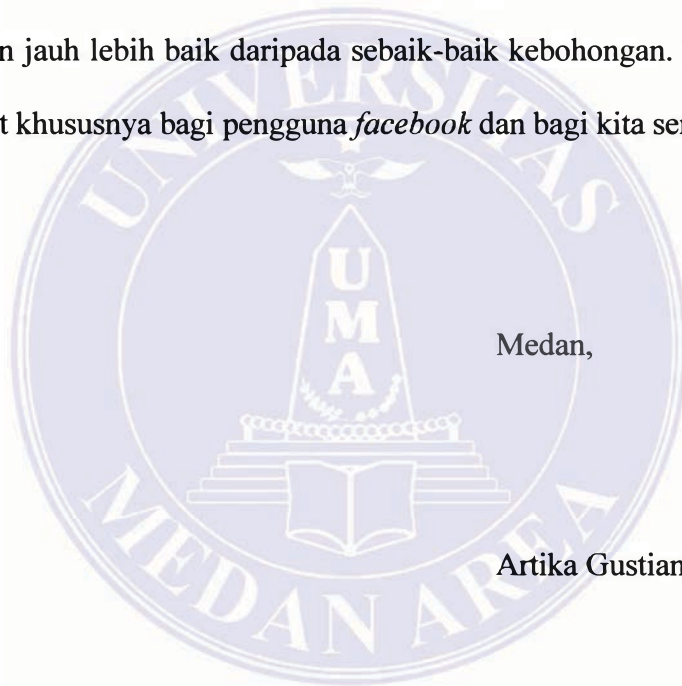 n jauh lebih baik daripada sebaik-baik kebohongan.
t khususnya bagi pengguna facebook dan bagi kita se
UNIVERSITAS
UMA
Medan,
Artika Gustian
MEDAN AREA